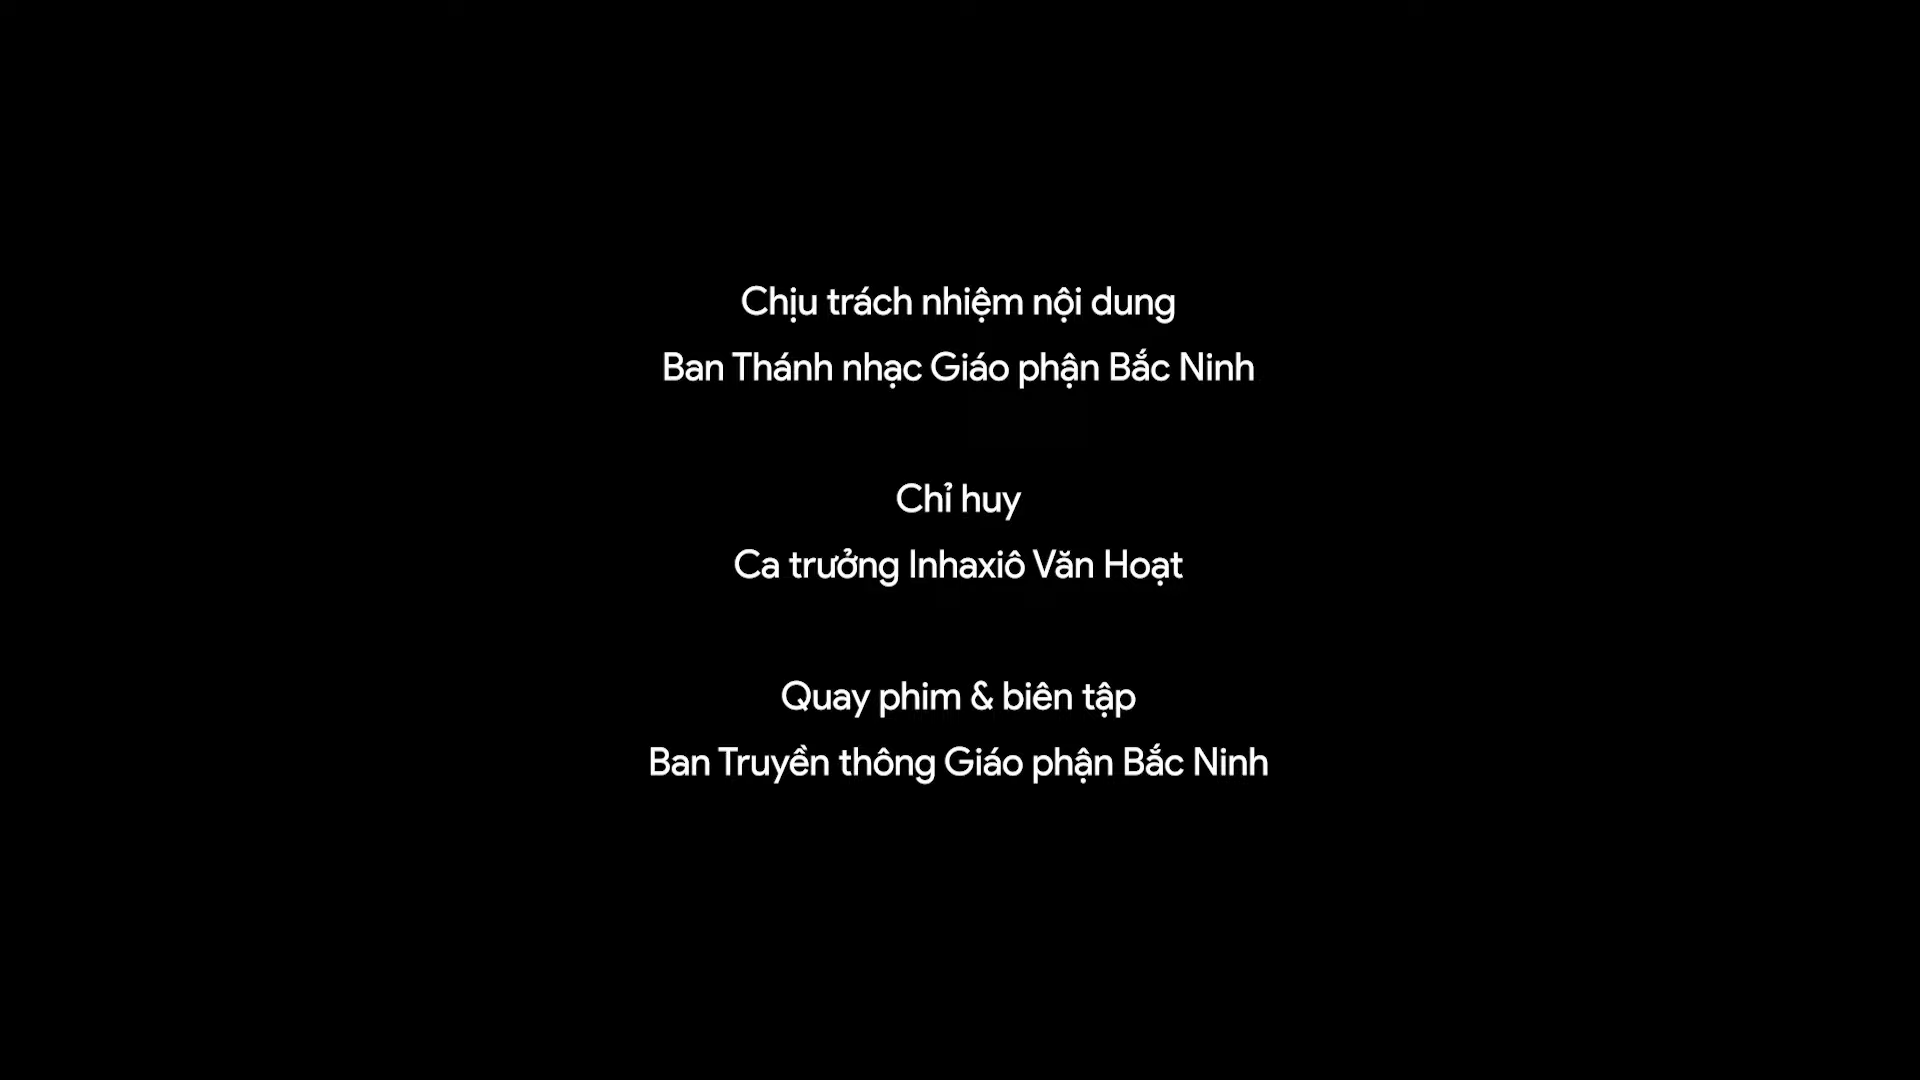 Chịu trách nhiệm nội dung
Ban Thánh nhạc Giáo phận Bắc Ninh
Chỉ huy
Ca trưởng Inhaxiô Văn Hoạt
Quay phim & biên tập
Ban Truyền thông Giáo phận Bắc Ninh